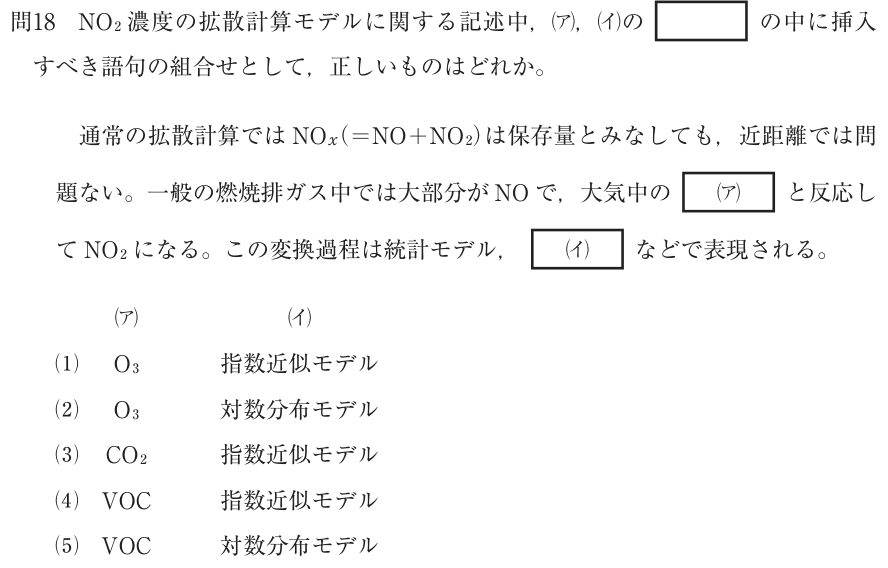 問18　NO₂濃度の拡散計算モデルに関する記述中，㋐，㋑の　　　の中に挿入
すべき語句の組合せとして，正しいものはどれか。
通常の拡散計算では NOx(＝NO＋NO₂)は保存量とみなしても，近距離では問
題ない。一般の燃焼排ガス中では大部分が NO で，大気中の (ア) と反応し
て NO₂ になる。この変換過程は統計モデル， (イ) などで表現される。
(ア)　(イ)
(1)　O₃　指数近似モデル
(2)　O₃　対数分布モデル
(3)　CO₂　指数近似モデル
(4)　VOC　指数近似モデル
(5)　VOC　対数分布モデル